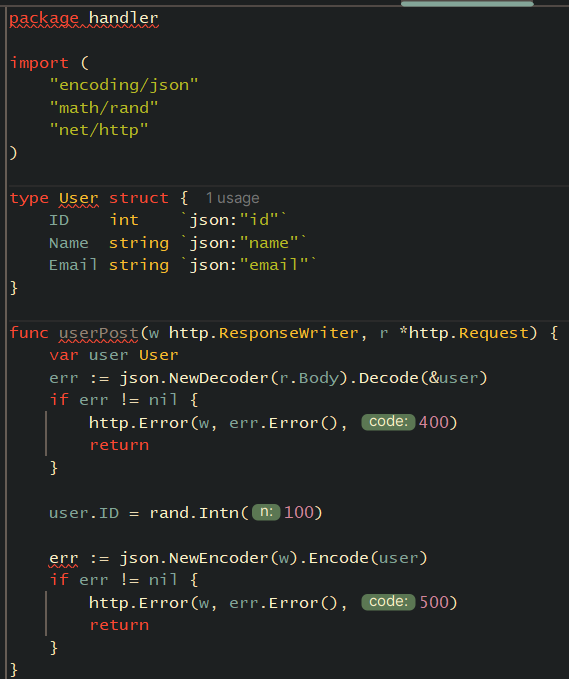 package handler
import (
"encoding/json"
"math/rand"
"net/http"
)
type User struct { 1 usage
ID int `json:"id"`
Name string `json:"name"`
Email string `json:"email"`
}
func userPost(w http.ResponseWriter, r *http.Request) {
var user User
err := json.NewDecoder(r.Body).Decode(&user)
if err != nil {
http.Error(w, err.Error(), code: 400)
return
}
user.ID = rand.Intn( n: 100)
err := json.NewEncoder(w).Encode(user)
if err != nil {
http.Error(w, err.Error(), code: 500)
return
}
}